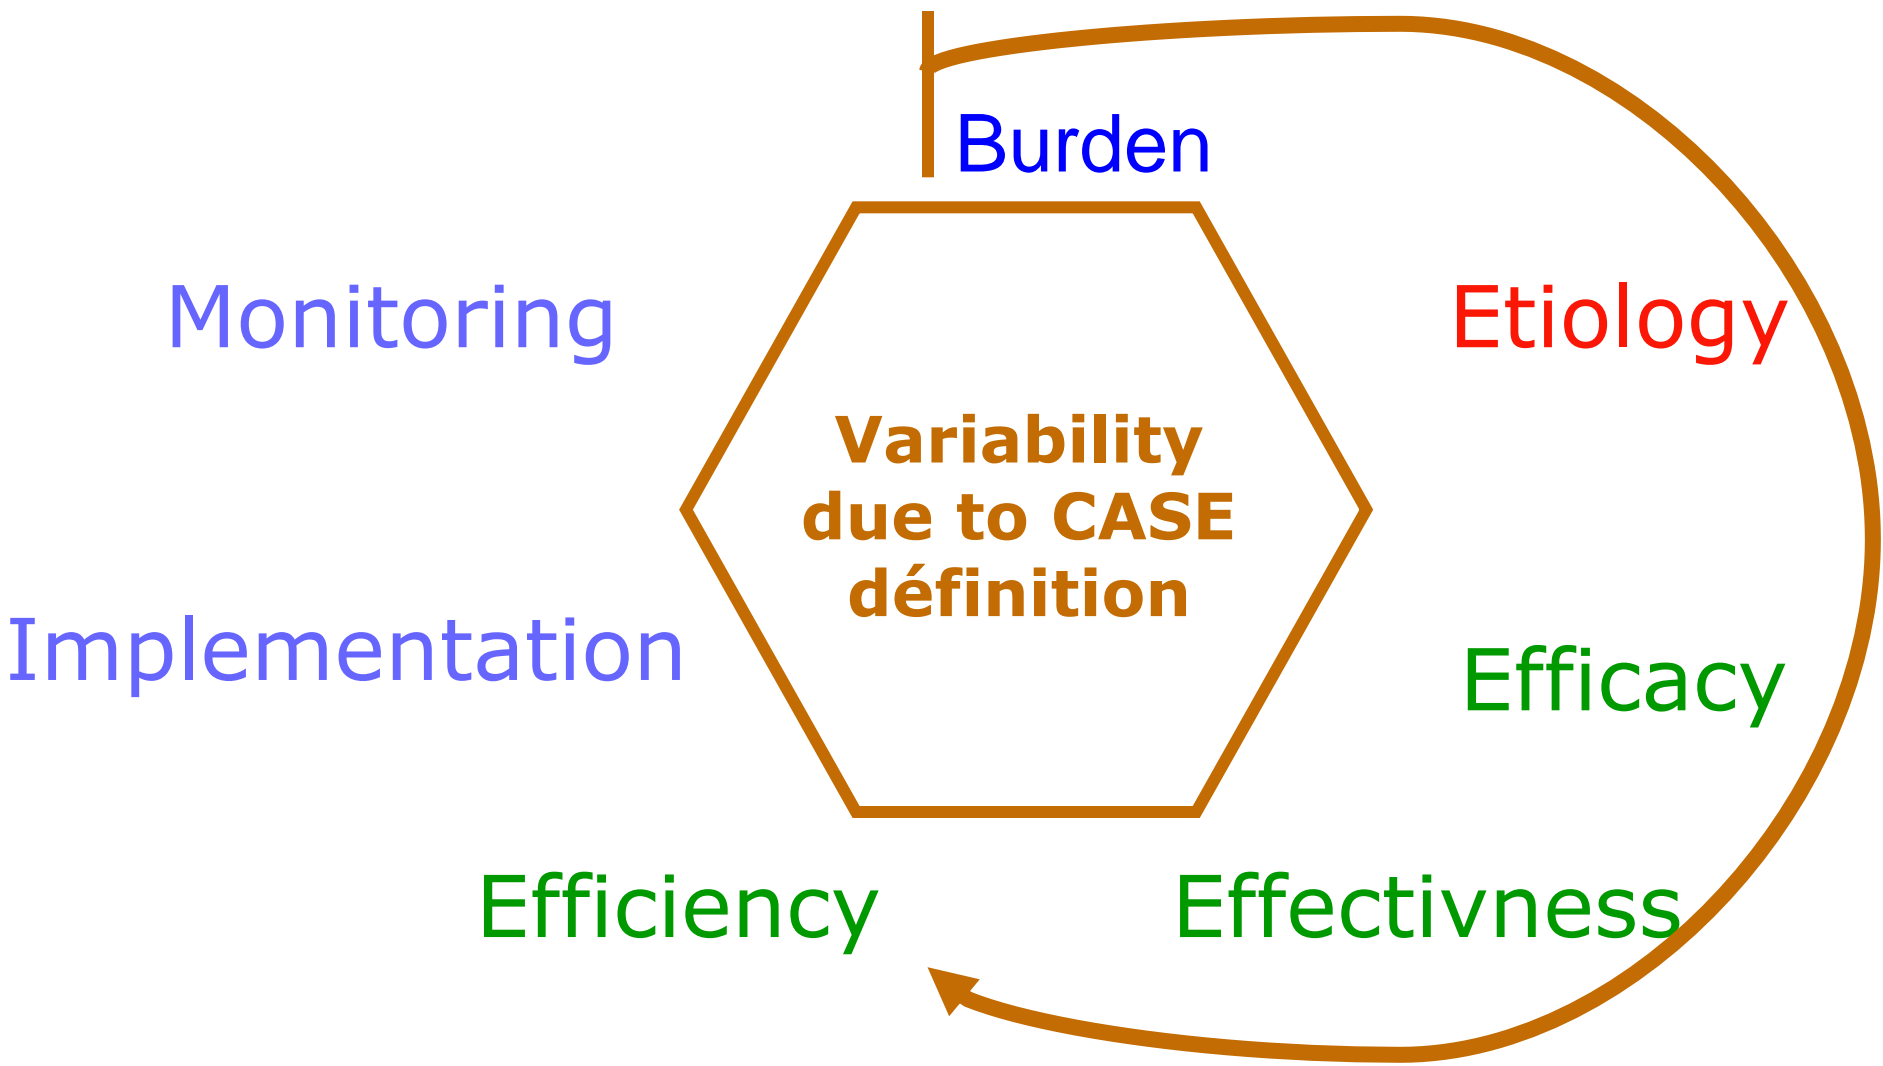 Burden
Monitoring
Etiology
Variability
due to CASE
définition
Implementation
Efficacy
Efficiency
Effectivness